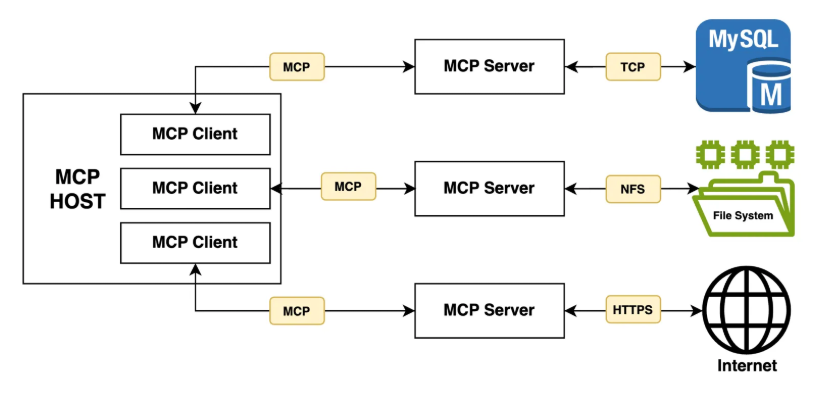 MySQL
M
MCP
MCP Server
TCP
MCP Client
MCP
HOST
MCP Client
MCP
MCP Server
NFS
File System
MCP Client
MCP
MCP Server
HTTPS
Internet